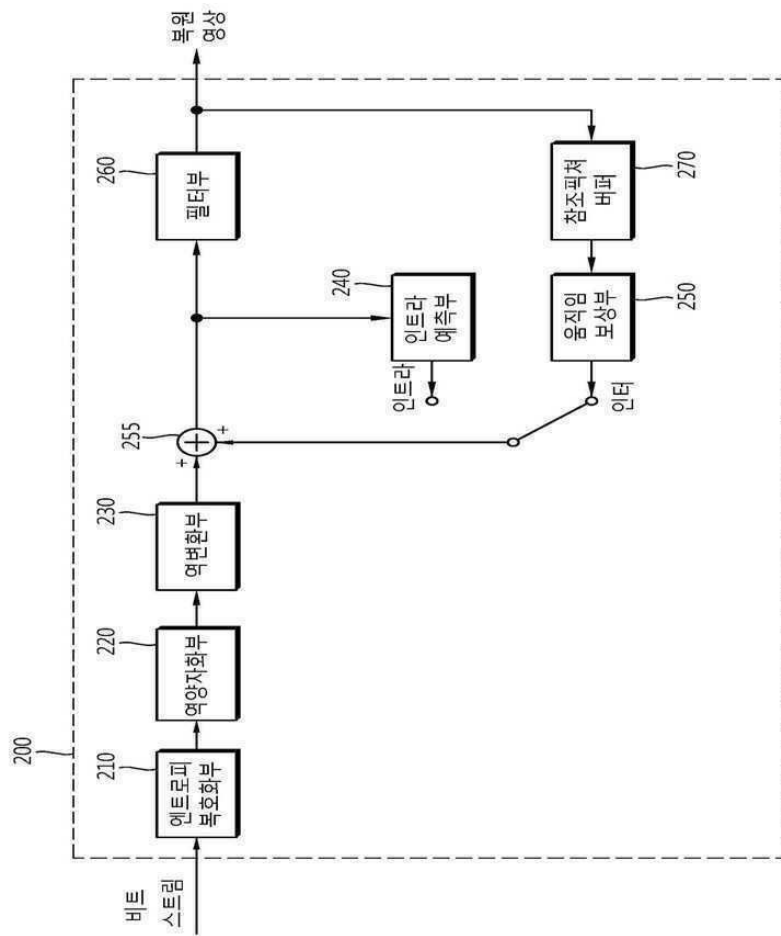 200
비트
스트림
210
엔트로피
복호화부
220
역양자화부
230
역변환부
255
+
+
260
필터부
복원
영상
240
인트라
예측부
인트라
인터
250
움직임
보상부
270
참조픽쳐
버퍼